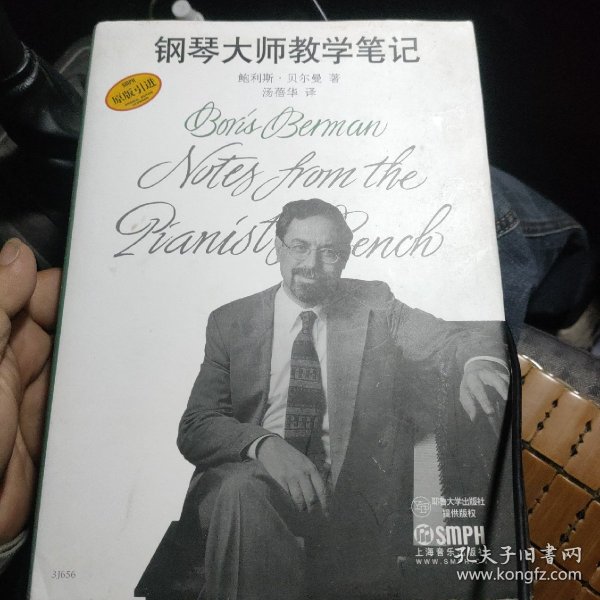 钢琴大师教学笔记
鲍利斯·贝尔曼 著
汤蓓华 译
SMPH
原版引进
Boris Berman
Notes from the
Pianist's Bench
耶鲁大学出版社
提供版权
SMPH
上海音乐出版社
WWW.SMPH
3J656
孔夫子旧书网
www.kongfz.com